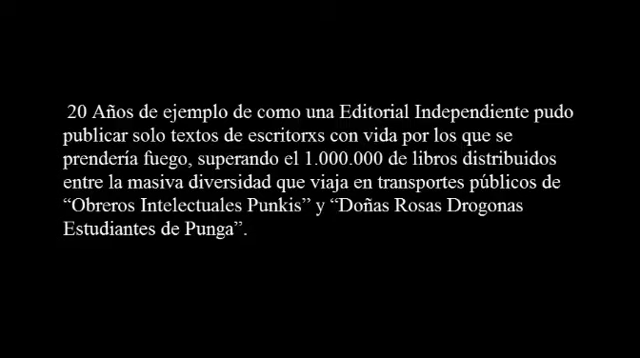 20 Años de ejemplo de como una Editorial Independiente pudo
publicar solo textos de escritorxs con vida por los que se
prendería fuego, superando el 1.000.000 de libros distribuidos
entre la masiva diversidad que viaja en transportes públicos de
“Obreros Intelectuales Punkis” y “Doñas Rosas Drogonas
Estudiantes de Punga”.